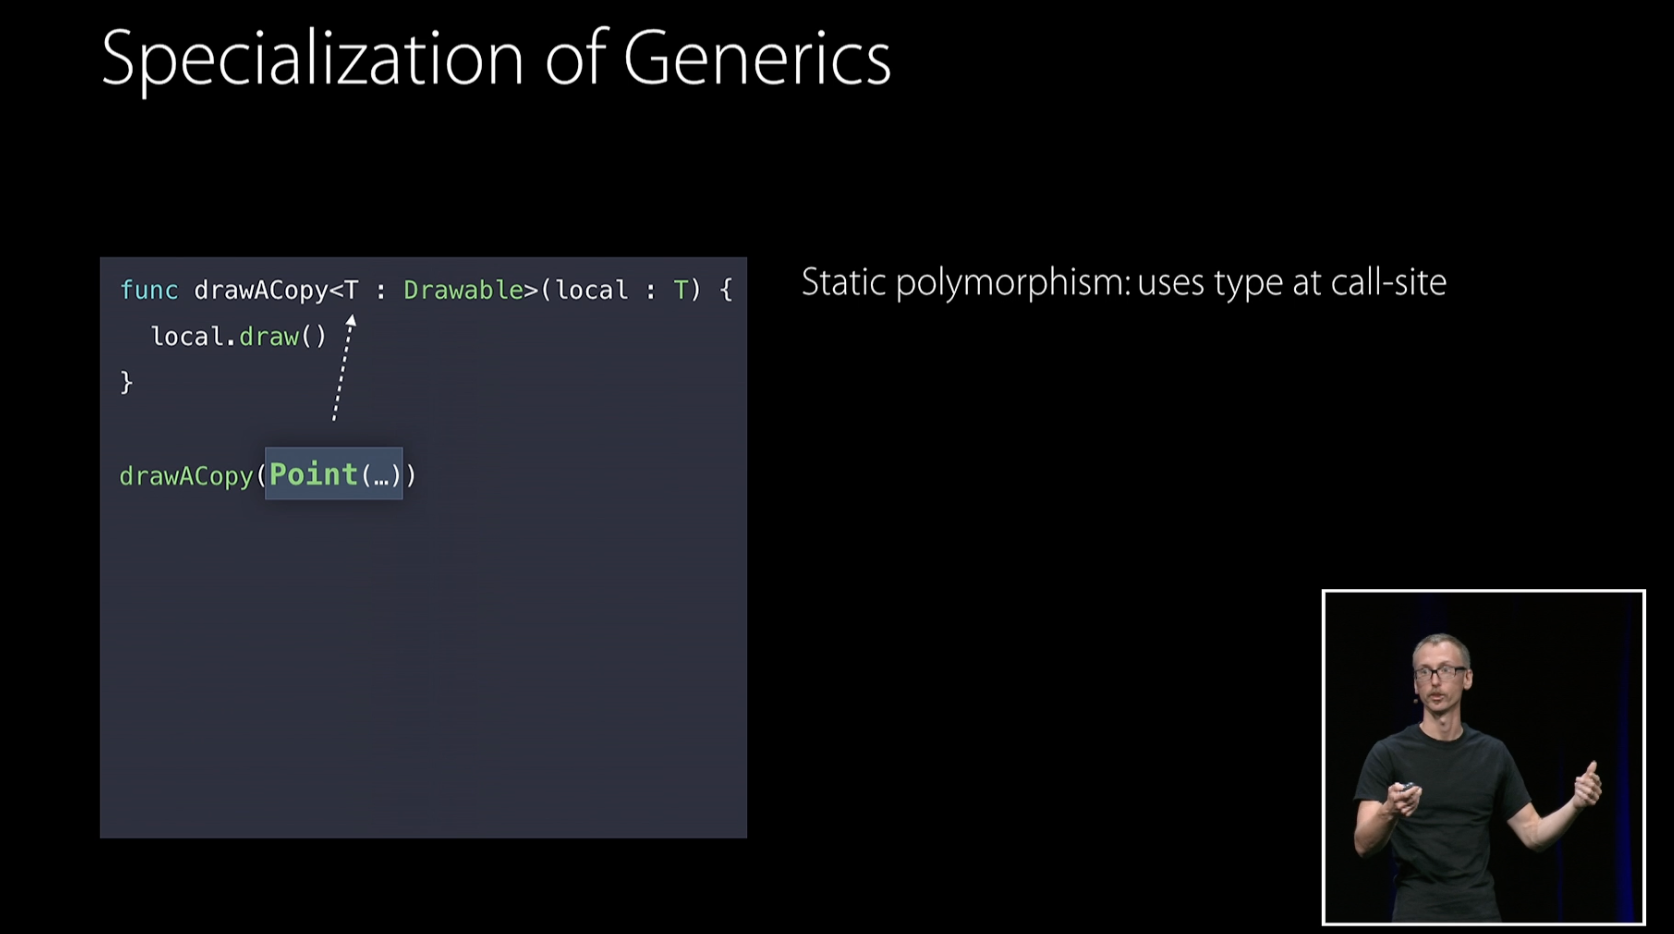 Specialization of Generics
func drawACopy<T : Drawable>(local : T) {
local.draw()
}
drawACopy(Point(…))
Static polymorphism: uses type at call-site